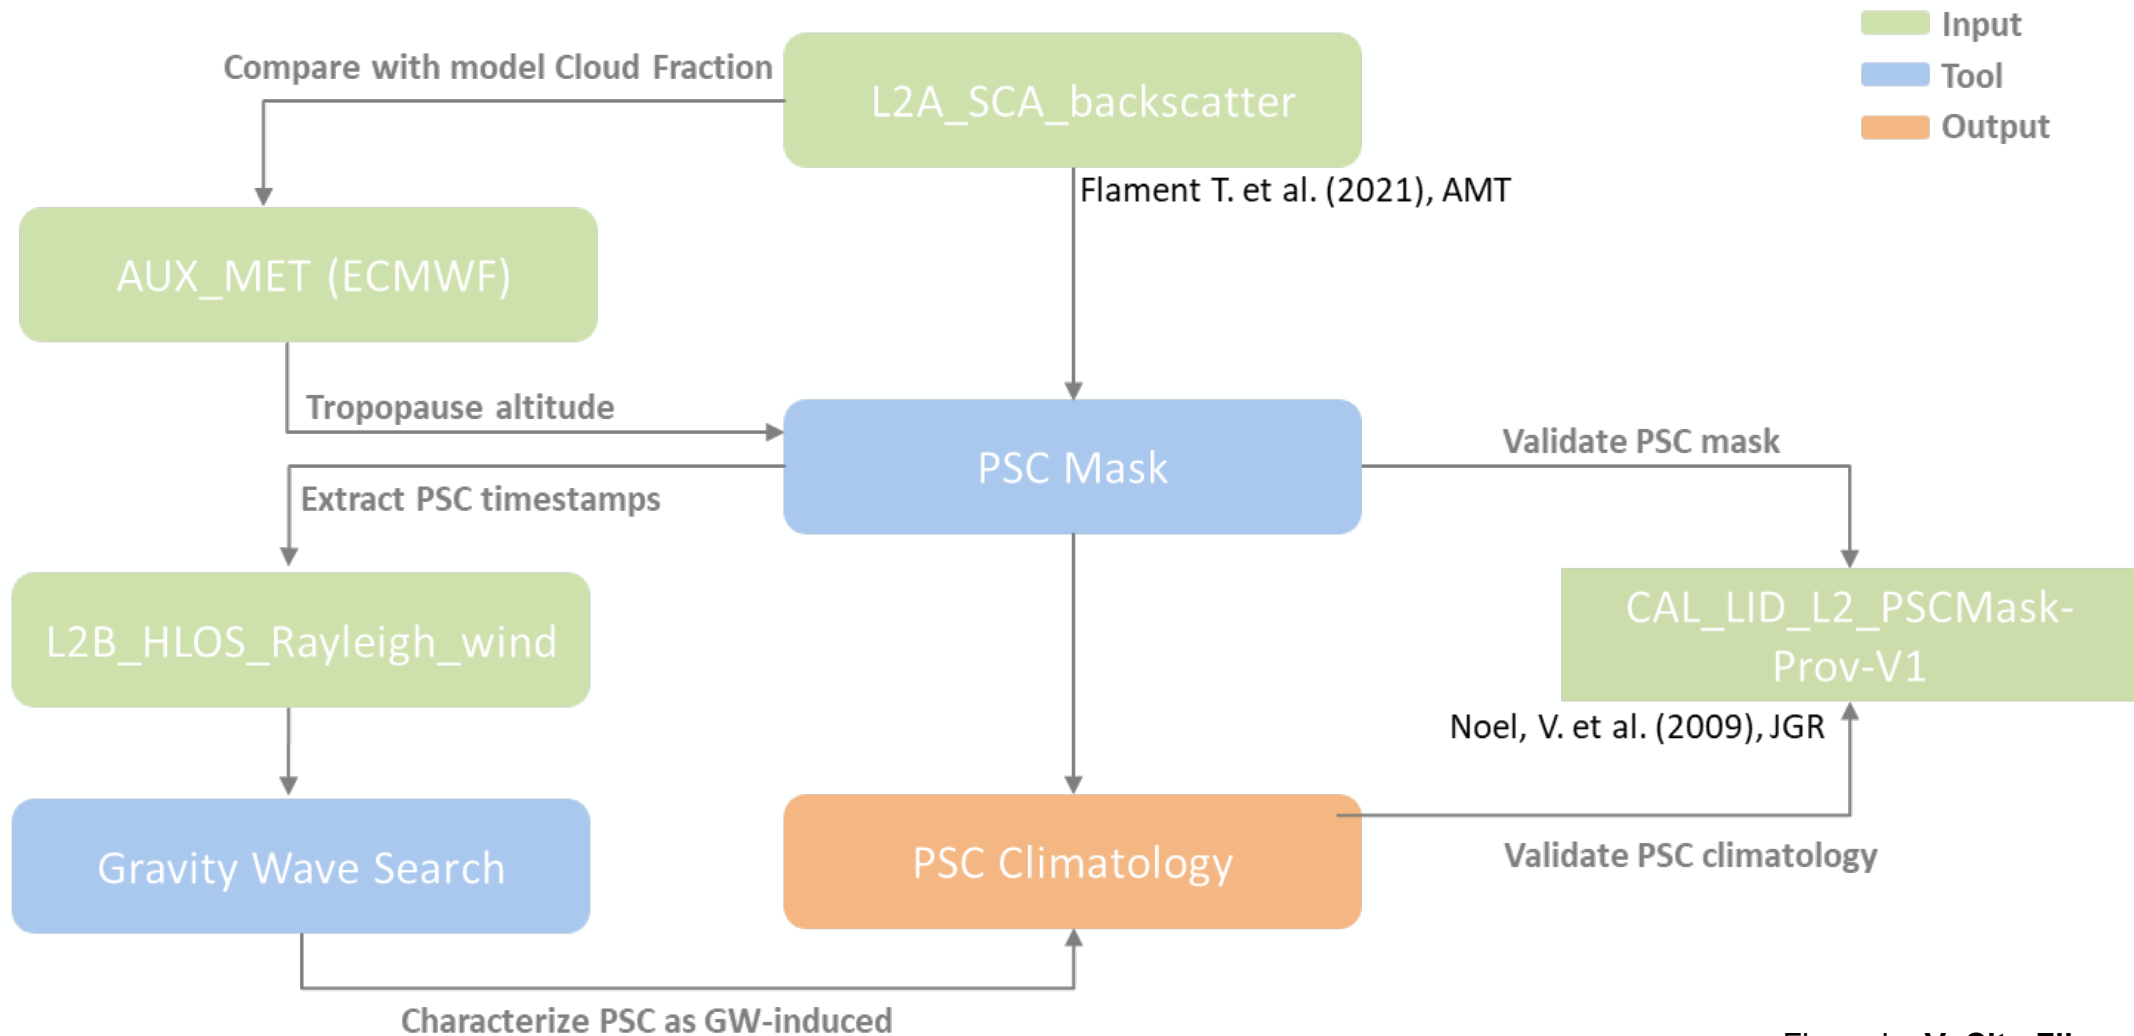 Input
Tool
Output
Compare with model Cloud Fraction
L2A_SCA_backscatter
Flament T. et al. (2021), AMT
AUX_MET (ECMWF)
Tropopause altitude
PSC Mask
Validate PSC mask
Extract PSC timestamps
L2B_HLOS_Rayleigh_wind
CAL_LID_L2_PSCMask-
Prov-V1
Noel, V. et al. (2009), JGR
Gravity Wave Search
PSC Climatology
Validate PSC climatology
Characterize PSC as GW-induced